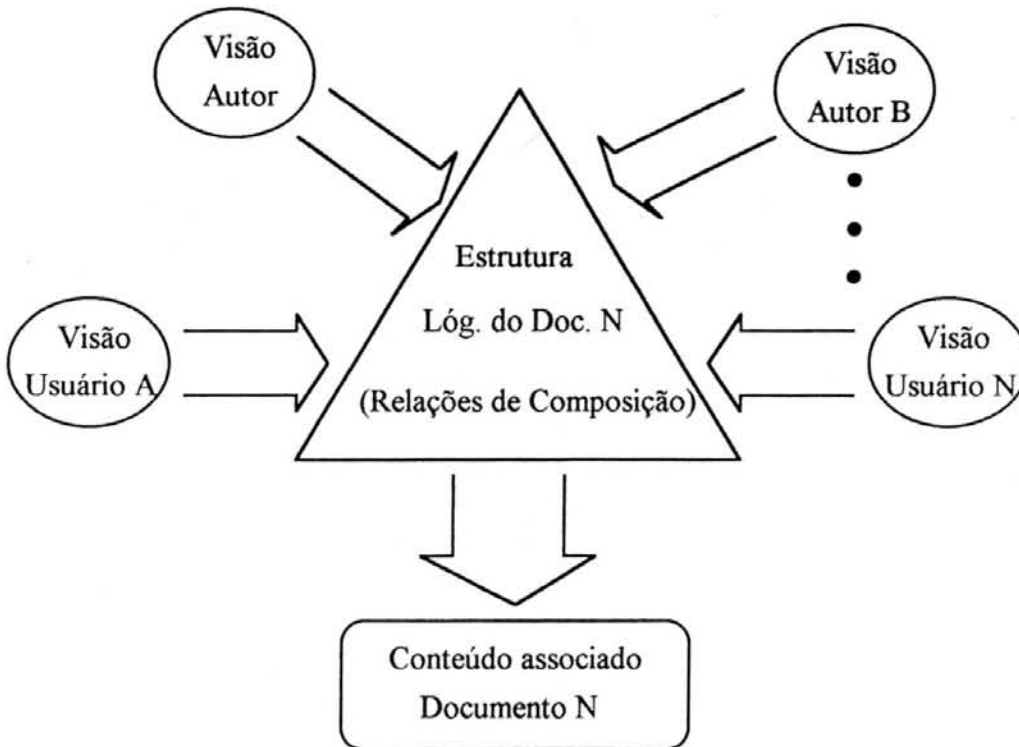 Visão
Autor
Visão
Autor B
Estrutura
Lóg. do Doc. N
(Relações de Composição)
Visão
Usuário A
Visão
Usuário N
Conteúdo associado
Documento N